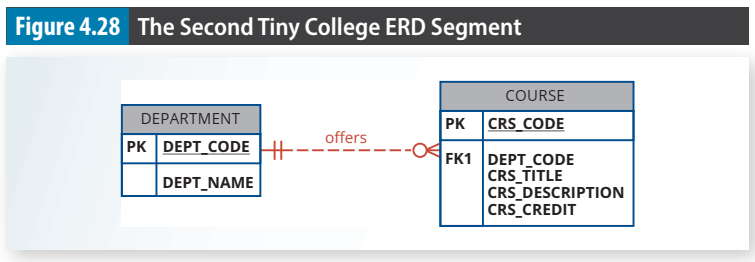 Figure 4.28 The Second Tiny College ERD Segment
DEPARTMENT
PK DEPT_CODE
DEPT_NAME
offers
COURSE
PK CRS_CODE
FK1 DEPT_CODE
CRS_TITLE
CRS_DESCRIPTION
CRS_CREDIT